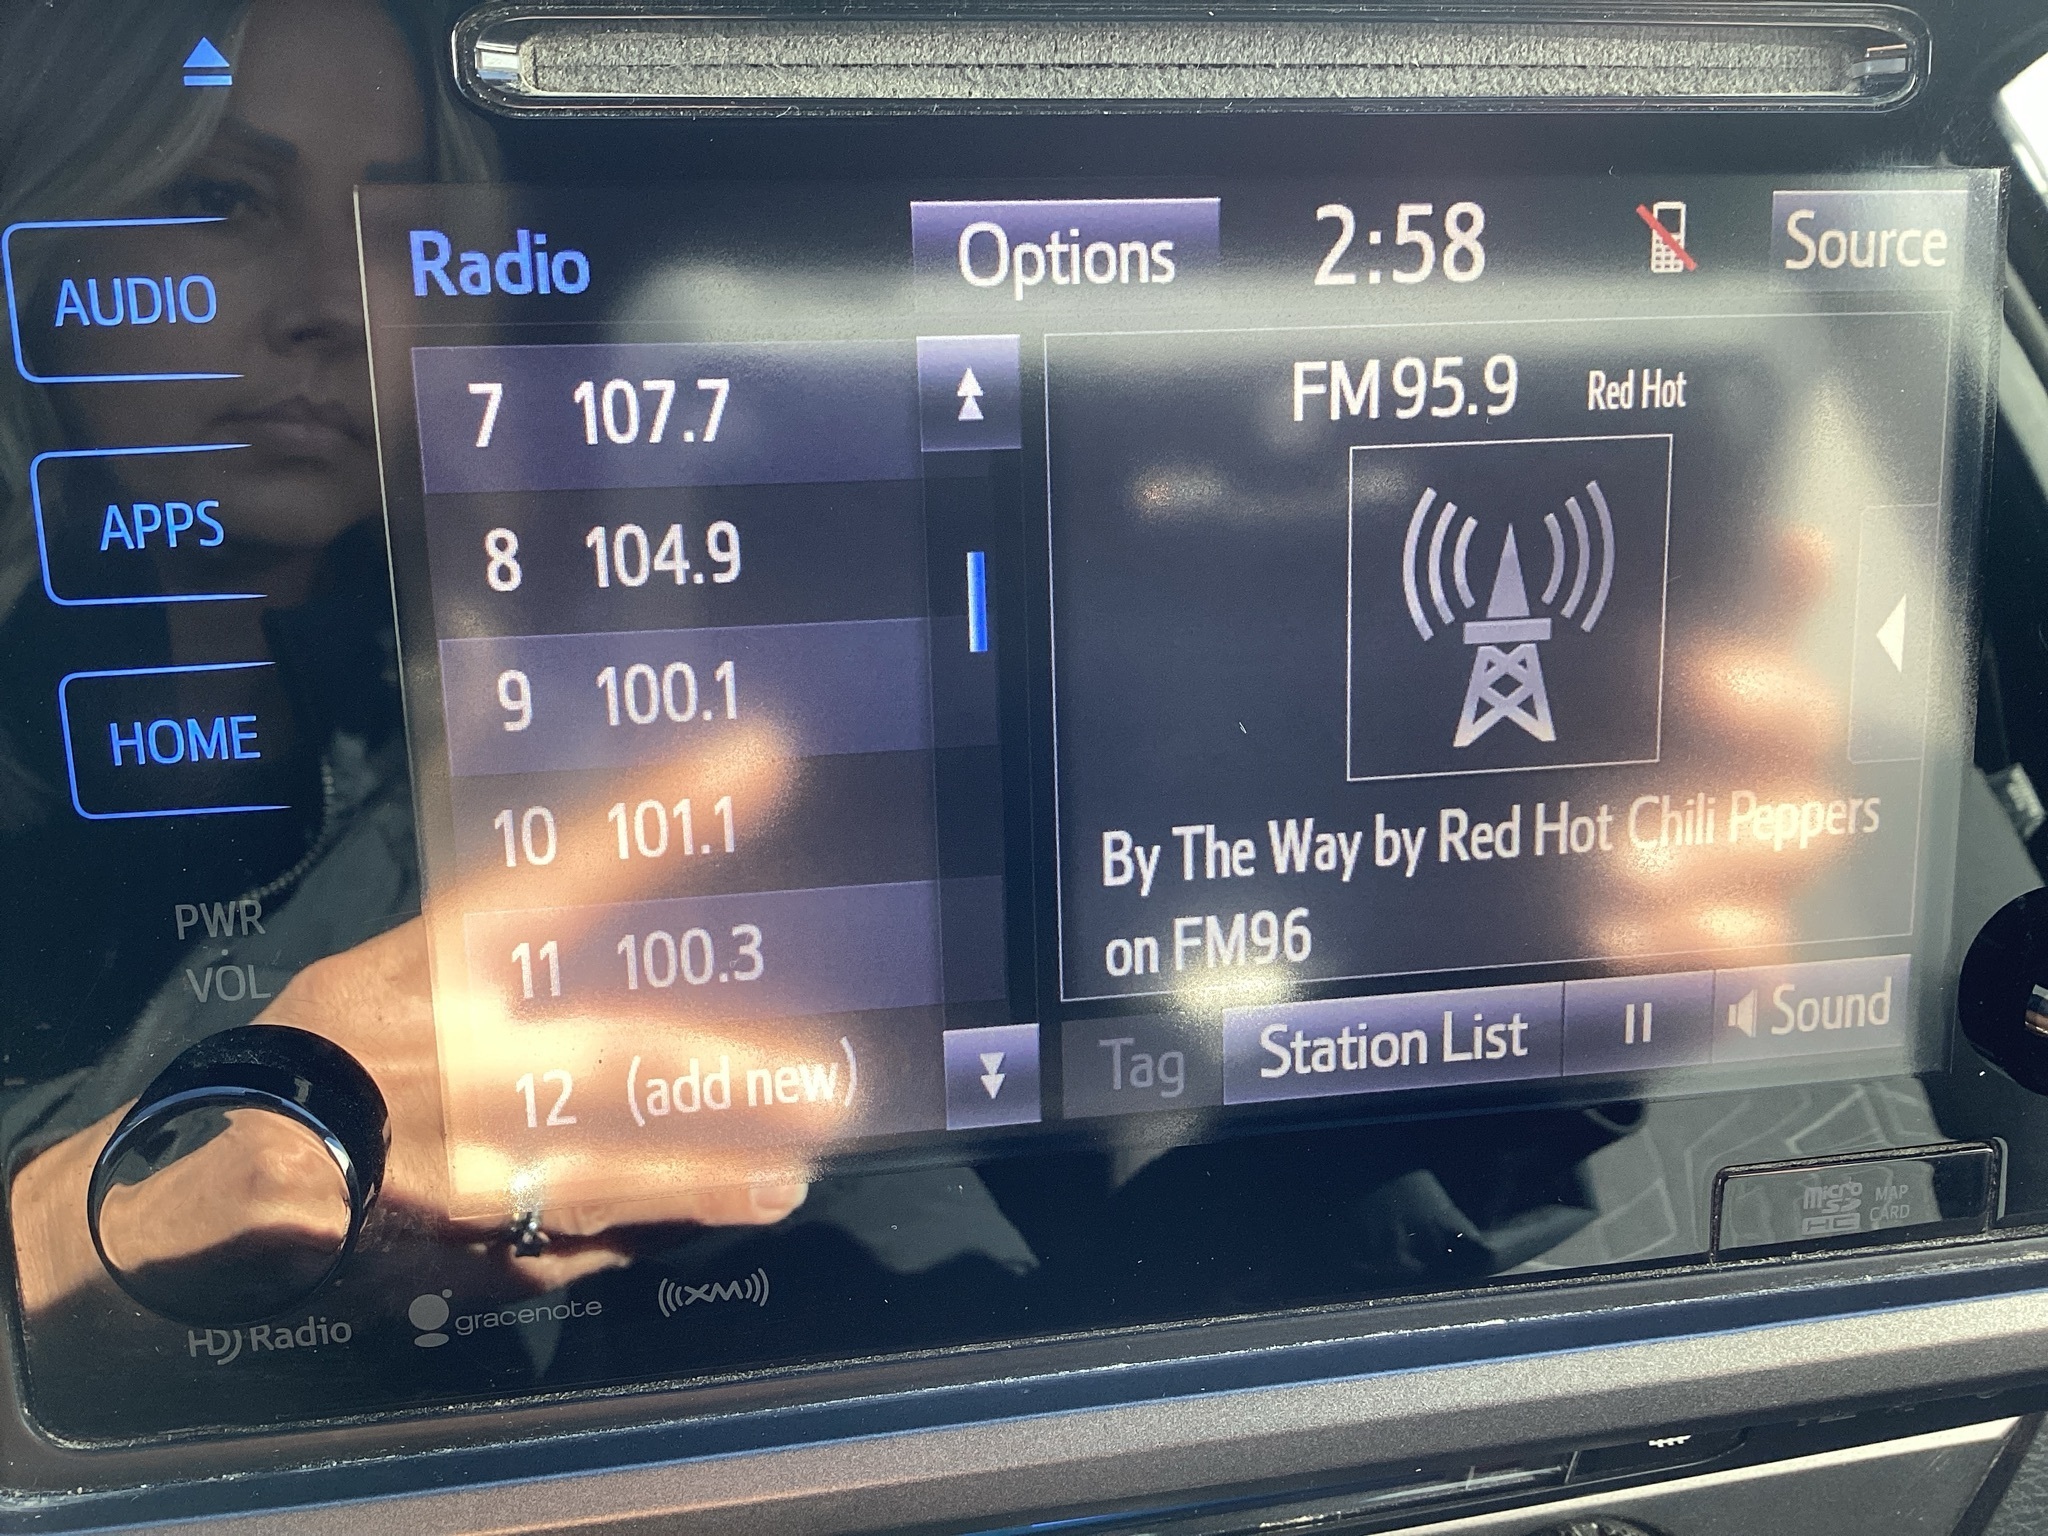 Radio
Options
2:58
Source
AUDIO
APPS
HOME
PWR
VOL
7 107.7
8 104.9
9 100.1
10 101.1
11 100.3
12 (add new)
FM 95.9 Red Hot
By The Way by Red Hot Chili Peppers
on FM96
Tag
Station List
Sound
micro
SD
HC
MAP
CARD
HD Radio
gracenote
((XM))